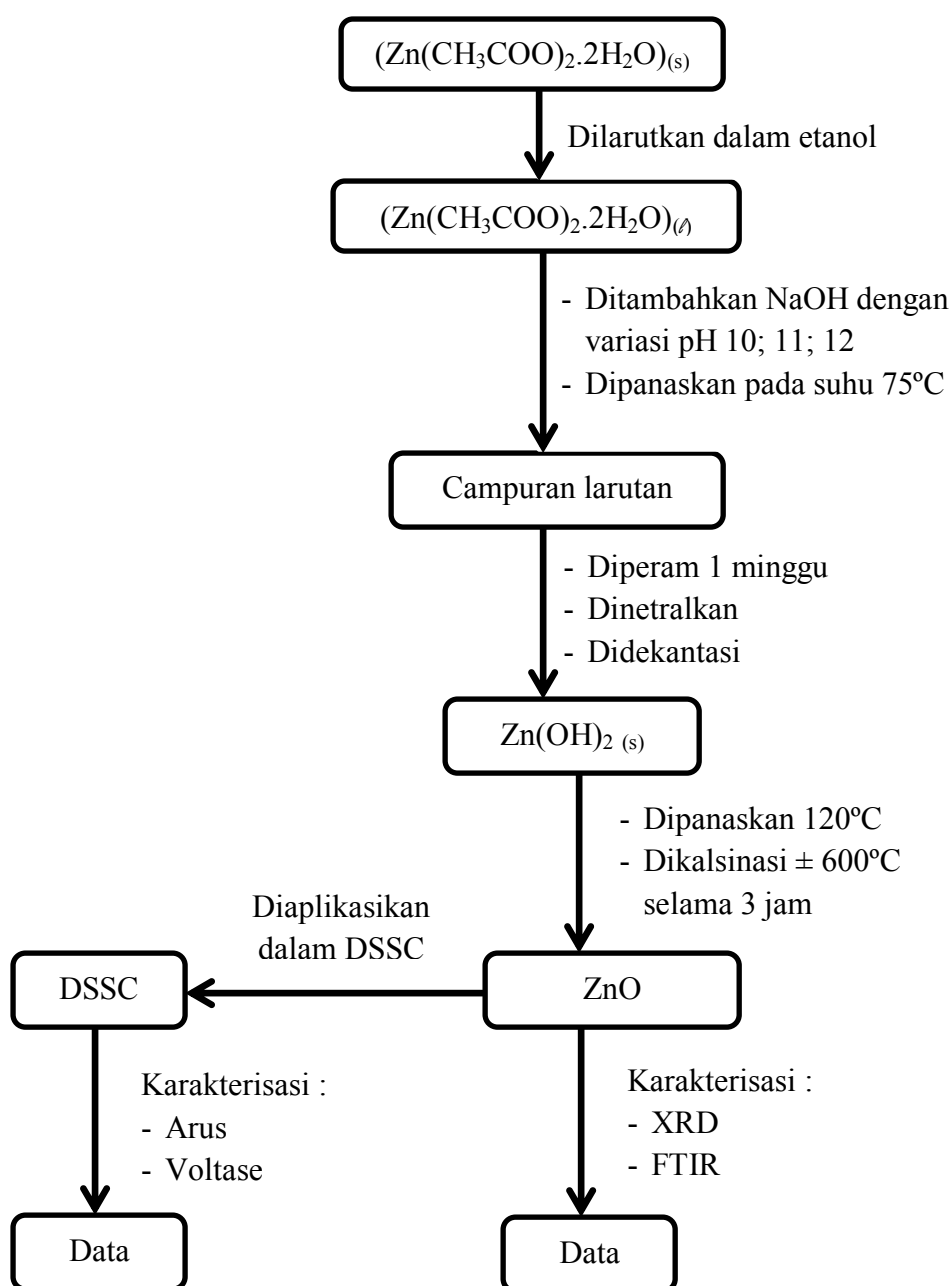 (Zn(CH₃COO)₂.2H₂O)₍s₎
Dilarutkan dalam etanol
(Zn(CH₃COO)₂.2H₂O)₍ℓ₎
- Ditambahkan NaOH dengan
variasi pH 10; 11; 12
- Dipanaskan pada suhu 75ºC
Campuran larutan
- Diperam 1 minggu
- Dinetralkan
- Didekantasi
Zn(OH)₂ ₍s₎
- Dipanaskan 120ºC
- Dikalsinasi ± 600ºC
selama 3 jam
Diaplikasikan
dalam DSSC
DSSC
ZnO
Karakterisasi :
- Arus
- Voltase
Karakterisasi :
- XRD
- FTIR
Data
Data